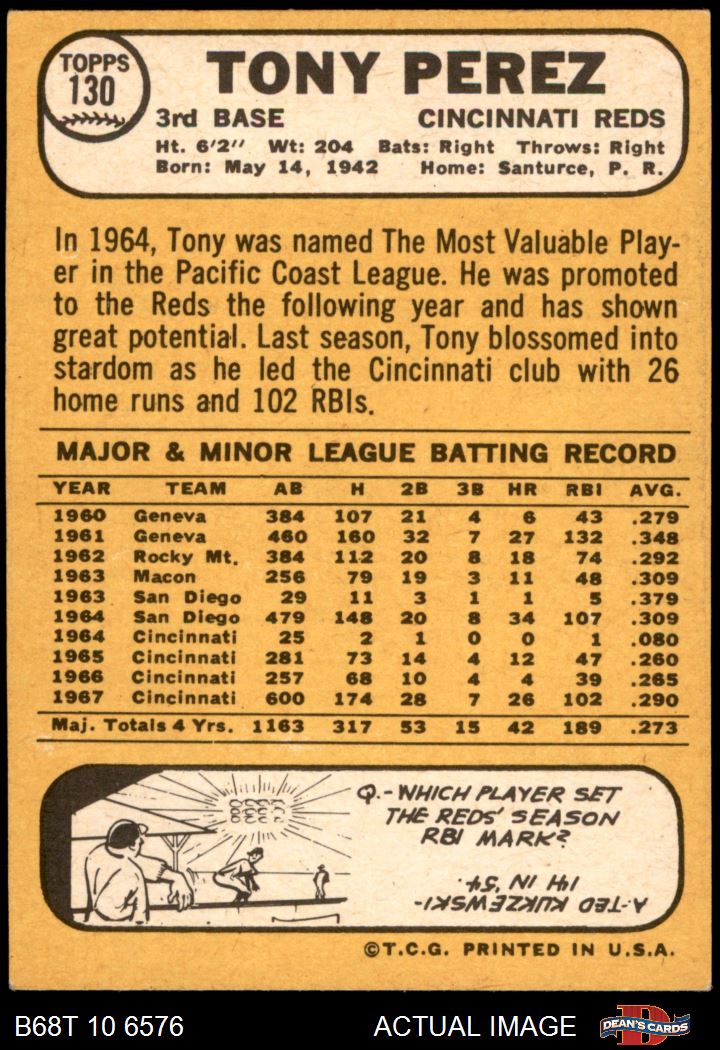 TOPPS
130
TONY PEREZ
3rd BASE CINCINNATI REDS
Ht. 6'2" Wt: 204 Bats: Right Throws: Right
Born: May 14, 1942 Home: Santurce, P. R.
In 1964, Tony was named The Most Valuable Play-
er in the Pacific Coast League. He was promoted
to the Reds the following year and has shown
great potential. Last season, Tony blossomed into
stardom as he led the Cincinnati club with 26
home runs and 102 RBIs.
MAJOR & MINOR LEAGUE BATTING RECORD
YEAR TEAM AB H 2B 3B HR RBI AVG.
1960 Geneva 384 107 21 4 6 43 .279
1961 Geneva 460 160 32 7 27 132 .348
1962 Rocky Mt. 384 112 20 8 18 74 .292
1963 Macon 256 79 19 3 11 48 .309
1963 San Diego 29 11 3 1 1 5 .379
1964 San Diego 479 148 20 8 34 107 .309
1964 Cincinnati 25 2 1 0 0 1 .080
1965 Cincinnati 281 73 14 4 12 47 .260
1966 Cincinnati 257 68 10 4 4 39 .265
1967 Cincinnati 600 174 28 7 26 102 .290
Maj. Totals 4 Yrs. 1163 317 53 15 42 189 .273
Q.-WHICH PLAYER SET
THE REDS' SEASON
RBI MARK?
A-TED KUKZEWSKI-
141 IN '54.
©T.C.G. PRINTED IN U.S.A.
B68T 10 6576 ACTUAL IMAGE DEAN'S CARDS